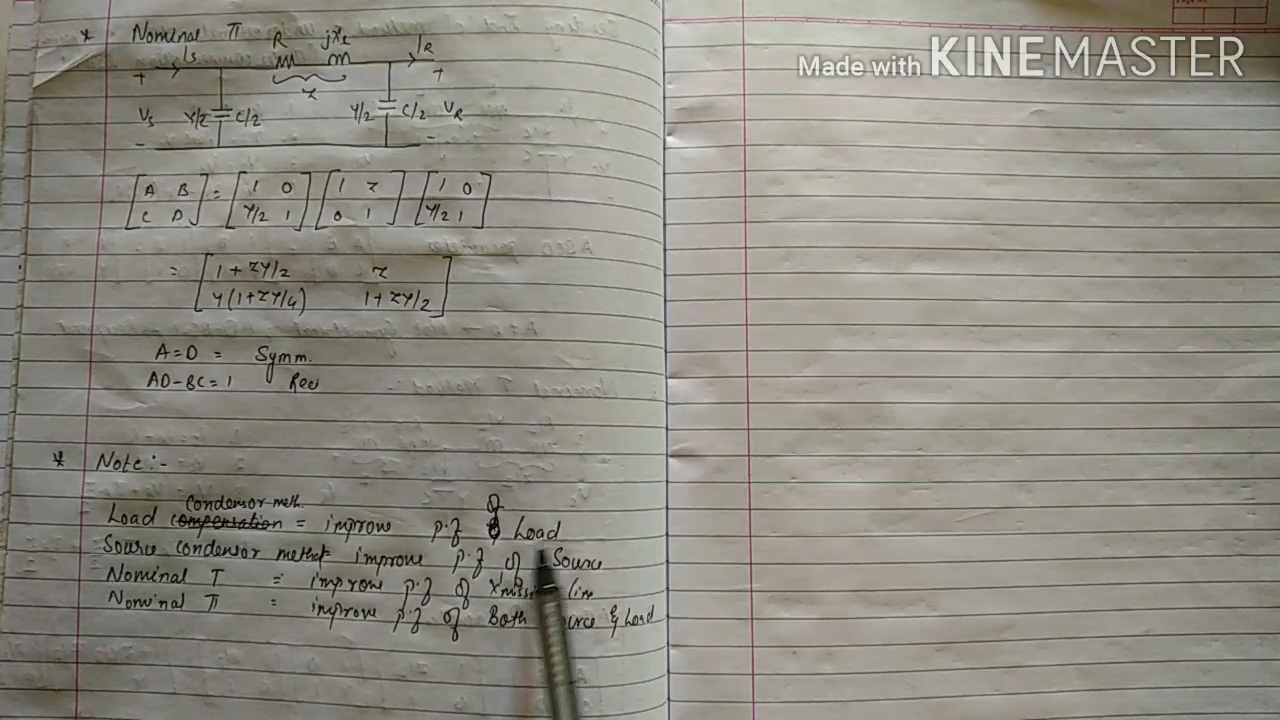 Made with KINEMASTER
* Nominal π
Is R jXL IR
+ z +
Vs Y/2 C/2 Y/2 C/2 VR
- -
[A B C D] = [1 0 Y/2 1] [1 z 0 1] [1 0 Y/2 1]
= [1 + ZY/2 z Y(1+ZY/4) 1+ZY/2]
A=D = Symm.
AD-BC=1 Rec
* Note:-
Condensor meth.
Load compensation = improve p.f of Load
Source condensor method improve p.f of Source
Nominal T = improve p.f of line
Nominal π = improve p.f of Both & Load